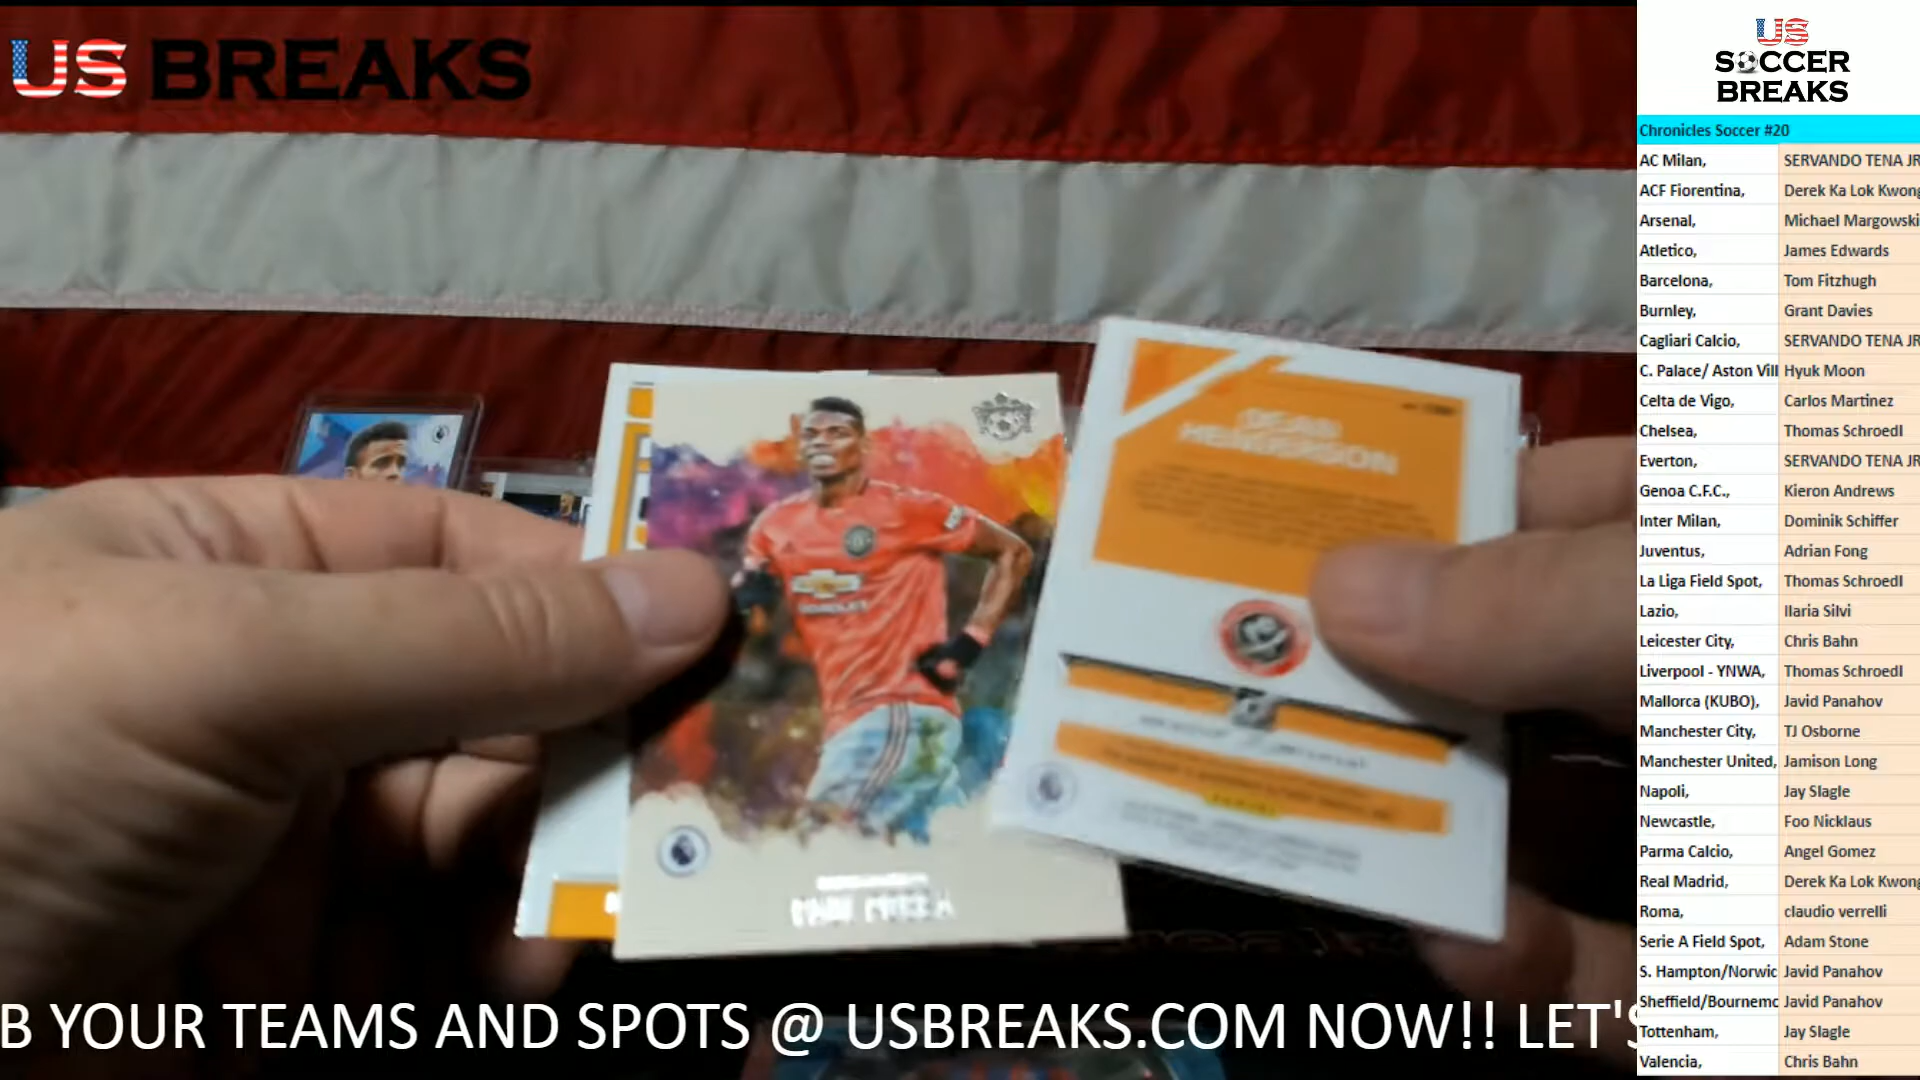 US BREAKS
US
SOCCER
BREAKS
Chronicles Soccer #20
AC Milan, SERVANDO TENA JR
ACF Fiorentina, Derek Ka Lok Kwong
Arsenal, Michael Margowski
Atletico, James Edwards
Barcelona, Tom Fitzhugh
Burnley, Grant Davies
Cagliari Calcio, SERVANDO TENA JR
C. Palace/ Aston Vill Hyuk Moon
Celta de Vigo, Carlos Martinez
Chelsea, Thomas Schroedl
Everton, SERVANDO TENA JR
Genoa C.F.C., Kieron Andrews
Inter Milan, Dominik Schiffer
Juventus, Adrian Fong
La Liga Field Spot, Thomas Schroedl
Lazio, Ilaria Silvi
Leicester City, Chris Bahn
Liverpool - YNWA, Thomas Schroedl
Mallorca (KUBO), Javid Panahov
Manchester City, TJ Osborne
Manchester United, Jamison Long
Napoli, Jay Slagle
Newcastle, Foo Nicklaus
Parma Calcio, Angel Gomez
Real Madrid, Derek Ka Lok Kwong
Roma, claudio verrelli
Serie A Field Spot, Adam Stone
S. Hampton/Norwic Javid Panahov
Sheffield/Bournemo Javid Panahov
Tottenham, Jay Slagle
Valencia, Chris Bahn
DEAN
HENDERSON
CHEVROLET
PANINI
PAUL POGBA
B YOUR TEAMS AND SPOTS @ USBREAKS.COM NOW!! LET'S